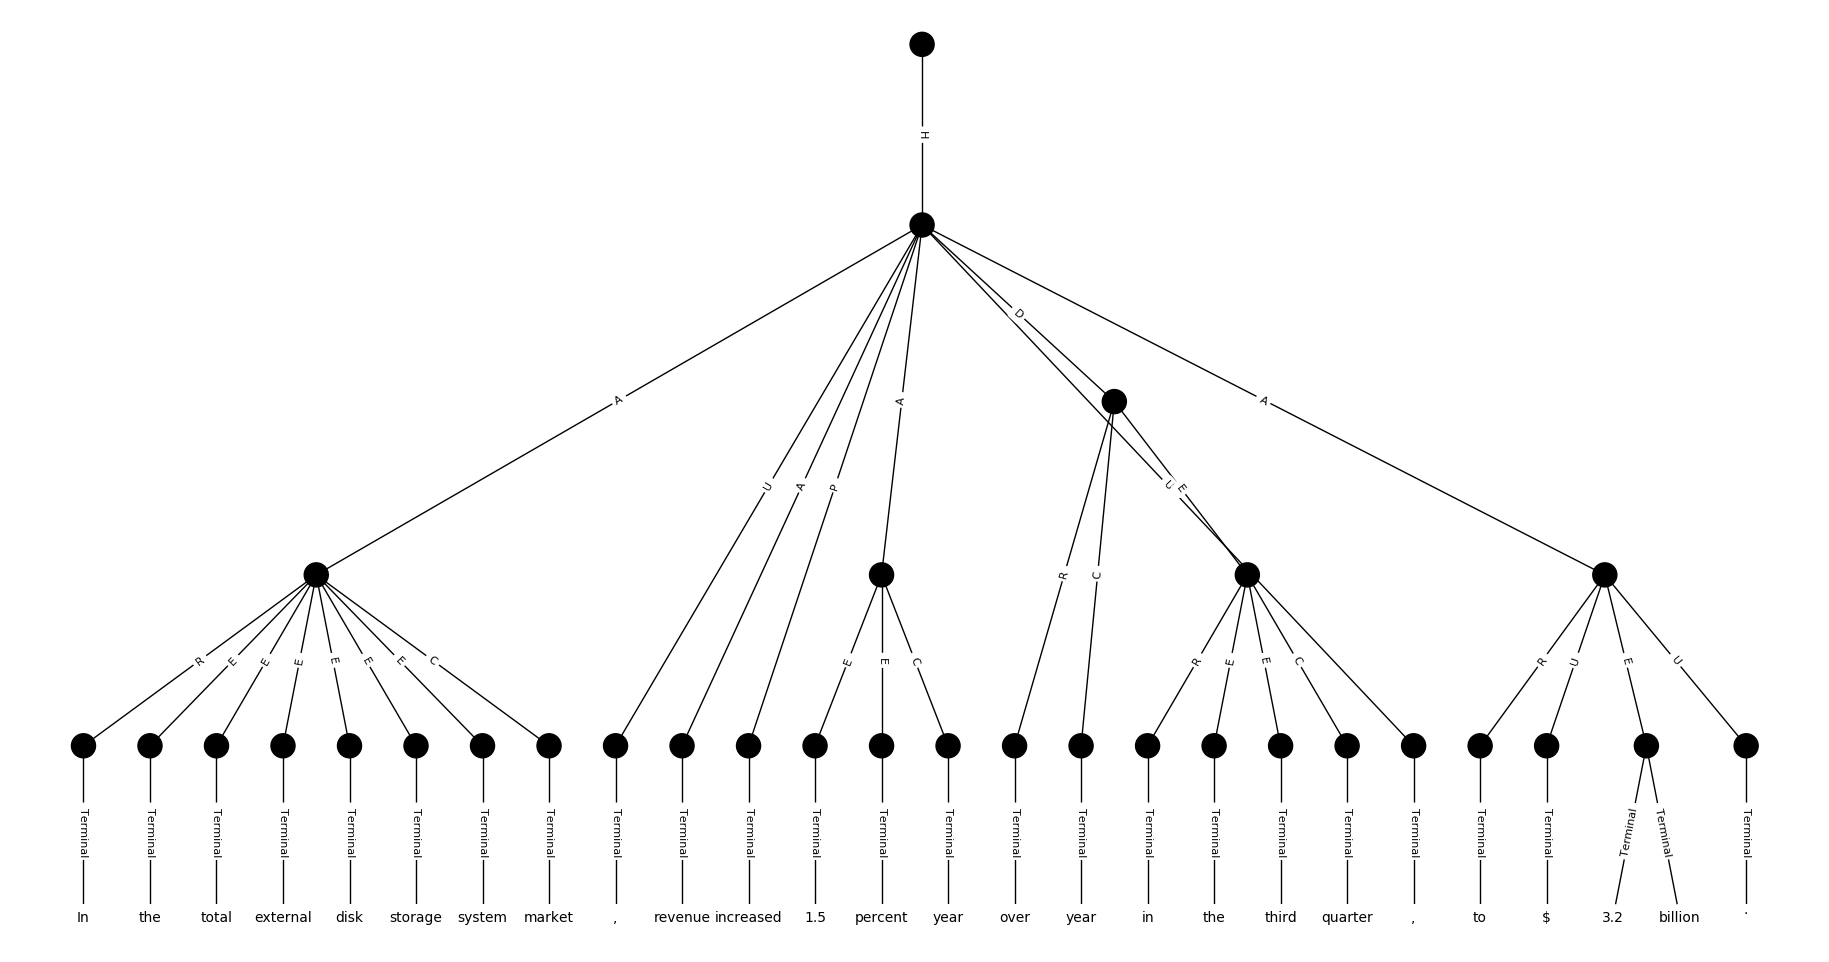 H
A
U
A
P
A
D
U
A
R
C
E
R
E
E
E
E
E
E
C
E
E
C
R
E
E
C
R
U
E
U
Terminal Terminal Terminal Terminal Terminal Terminal Terminal Terminal Terminal Terminal Terminal Terminal Terminal Terminal Terminal Terminal Terminal Terminal Terminal Terminal Terminal Terminal Terminal Terminal Terminal Terminal
In the total external disk storage system market , revenue increased 1.5 percent year over year in the third quarter , to $ 3.2 billion .